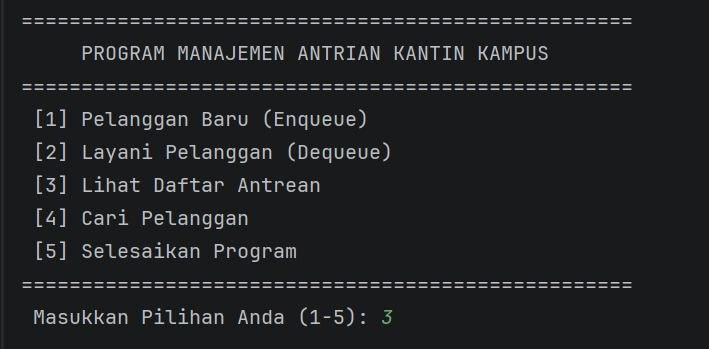 ===================================================
PROGRAM MANAJEMEN ANTRIAN KANTIN KAMPUS
===================================================
[1] Pelanggan Baru (Enqueue)
[2] Layani Pelanggan (Dequeue)
[3] Lihat Daftar Antrean
[4] Cari Pelanggan
[5] Selesaikan Program
===================================================
Masukkan Pilihan Anda (1-5): 3